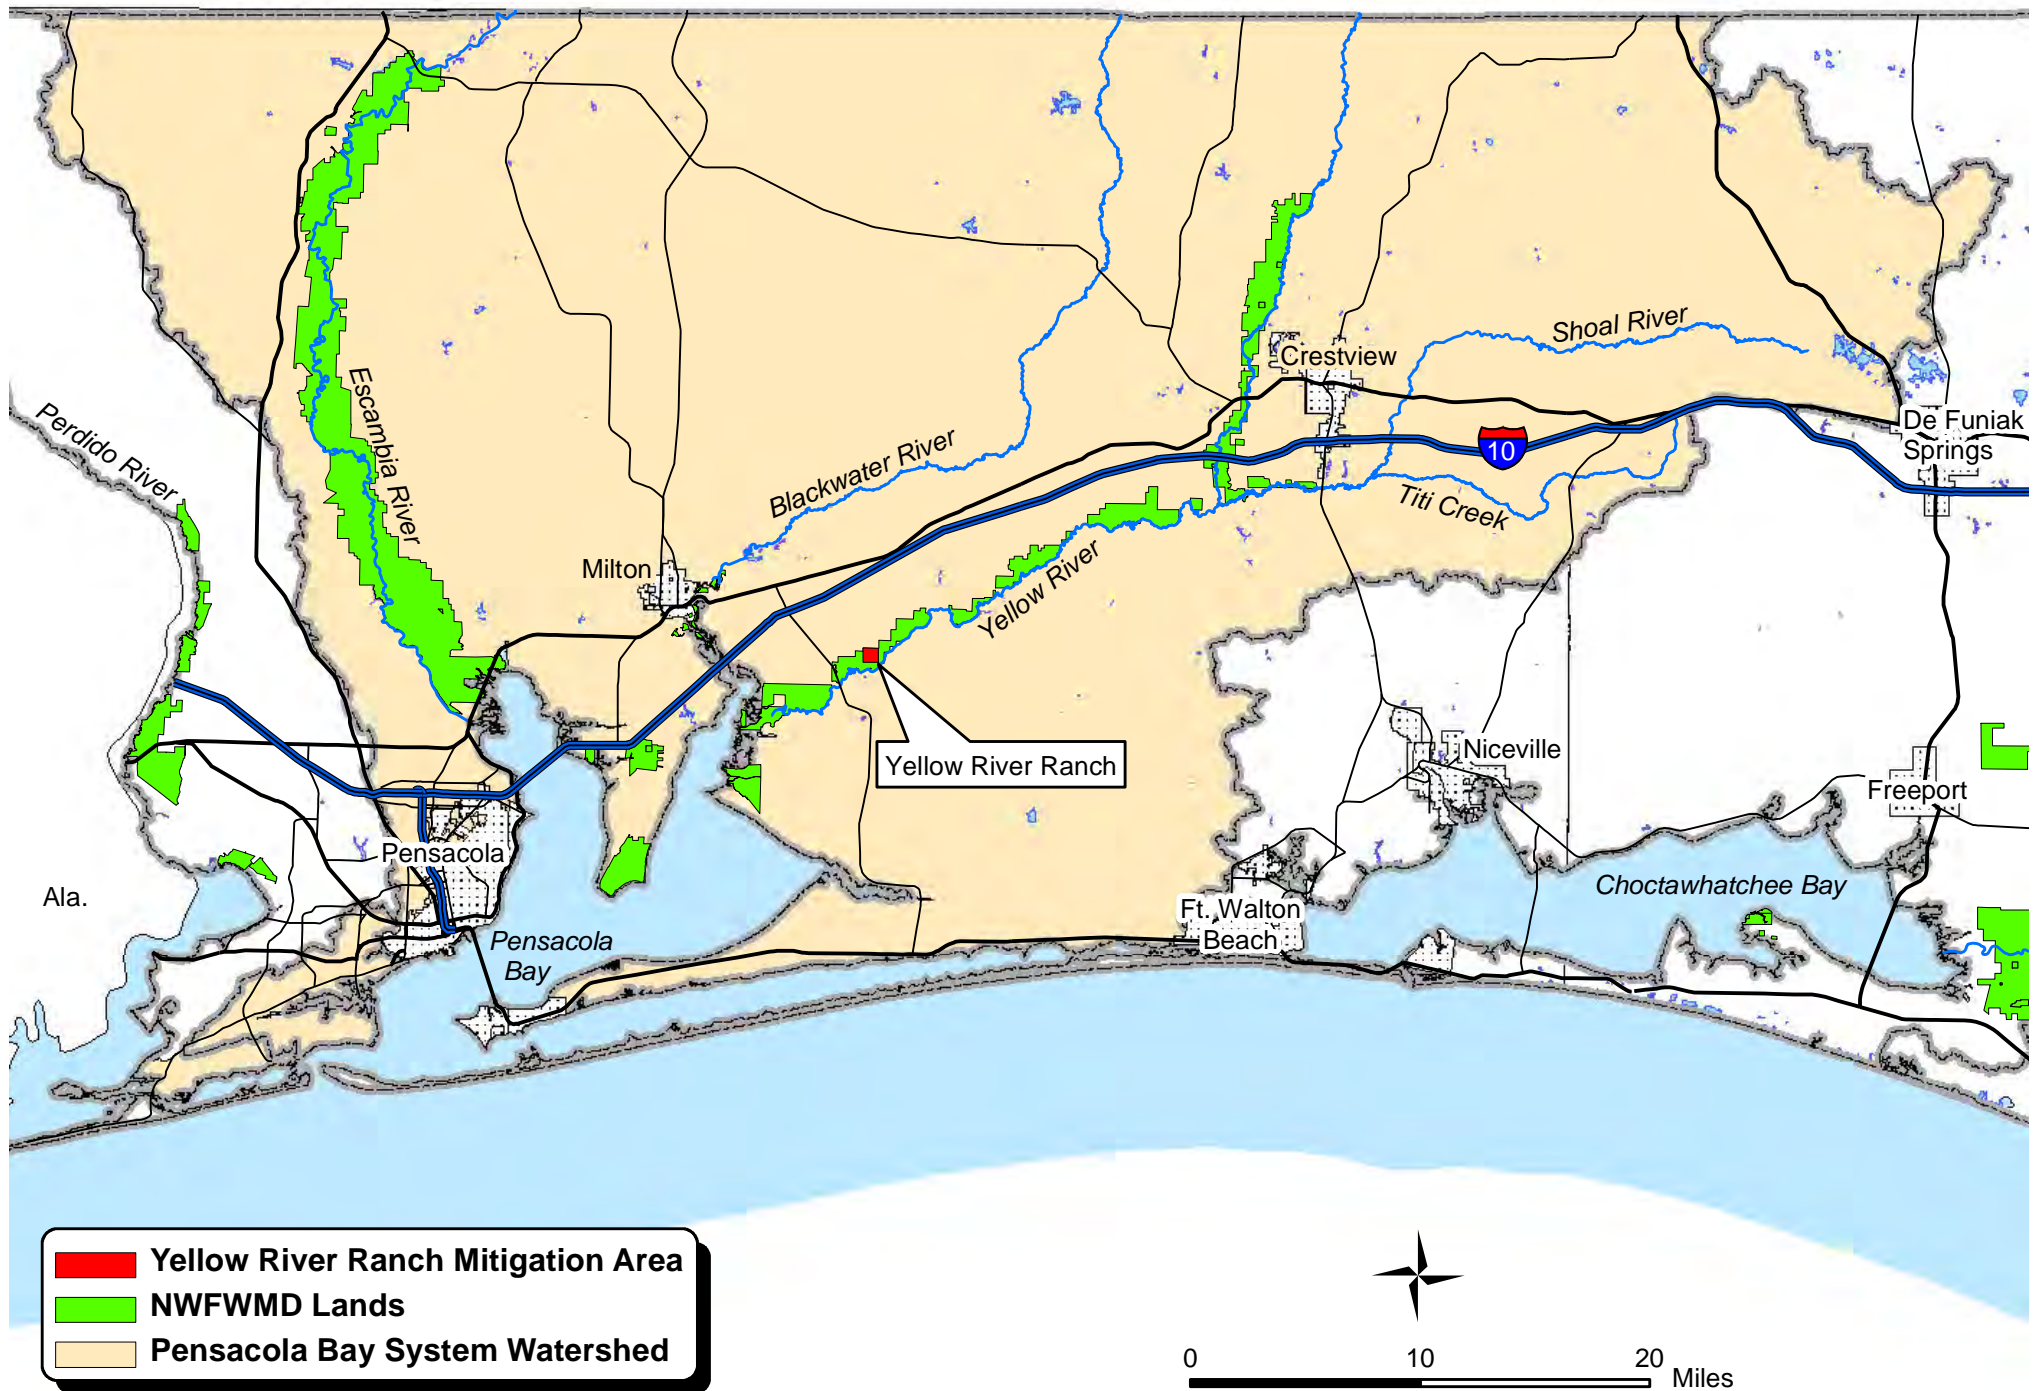 Shoal River
Crestview
Escambia River
Perdido River
De Funiak
Springs
10
Blackwater River
Titi Creek
Milton
Yellow River
Niceville
Yellow River Ranch
Freeport
Pensacola
Choctawhatchee Bay
Ala.
Ft. Walton
Beach
Pensacola
Bay
Yellow River Ranch Mitigation Area
NWFWMD Lands
Pensacola Bay System Watershed
0 10 20
Miles